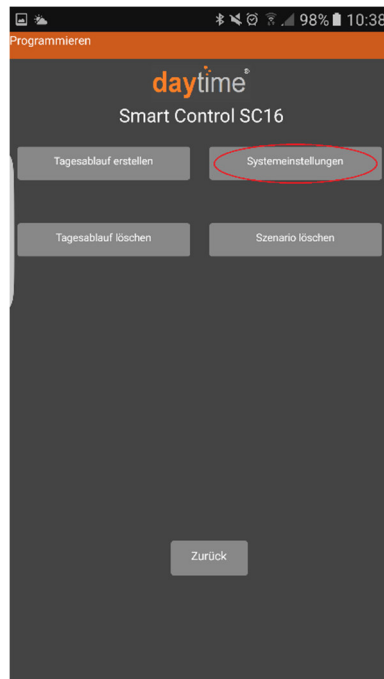 98% 10:38
Programmieren
daytime®
Smart Control SC16
Tagesablauf erstellen
Systemeinstellungen
Tagesablauf löschen
Szenario löschen
Zurück